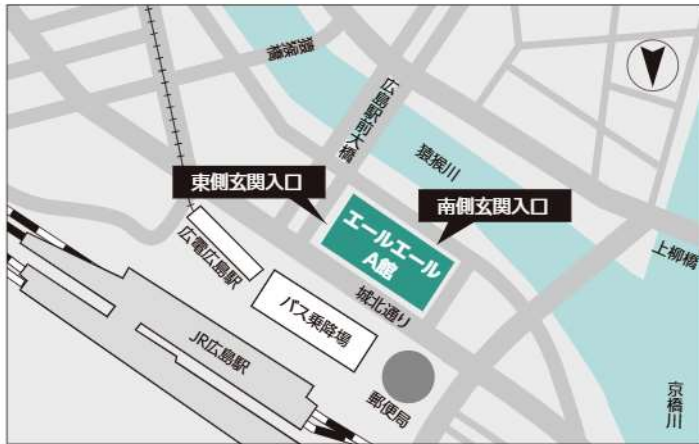 猿猴橋
広島駅前大橋
猿猴川
東側玄関入口
南側玄関入口
エールエール
A館
上柳橋
広電広島駅
城北通り
バス乗降場
JR広島駅
郵便局
京橋川